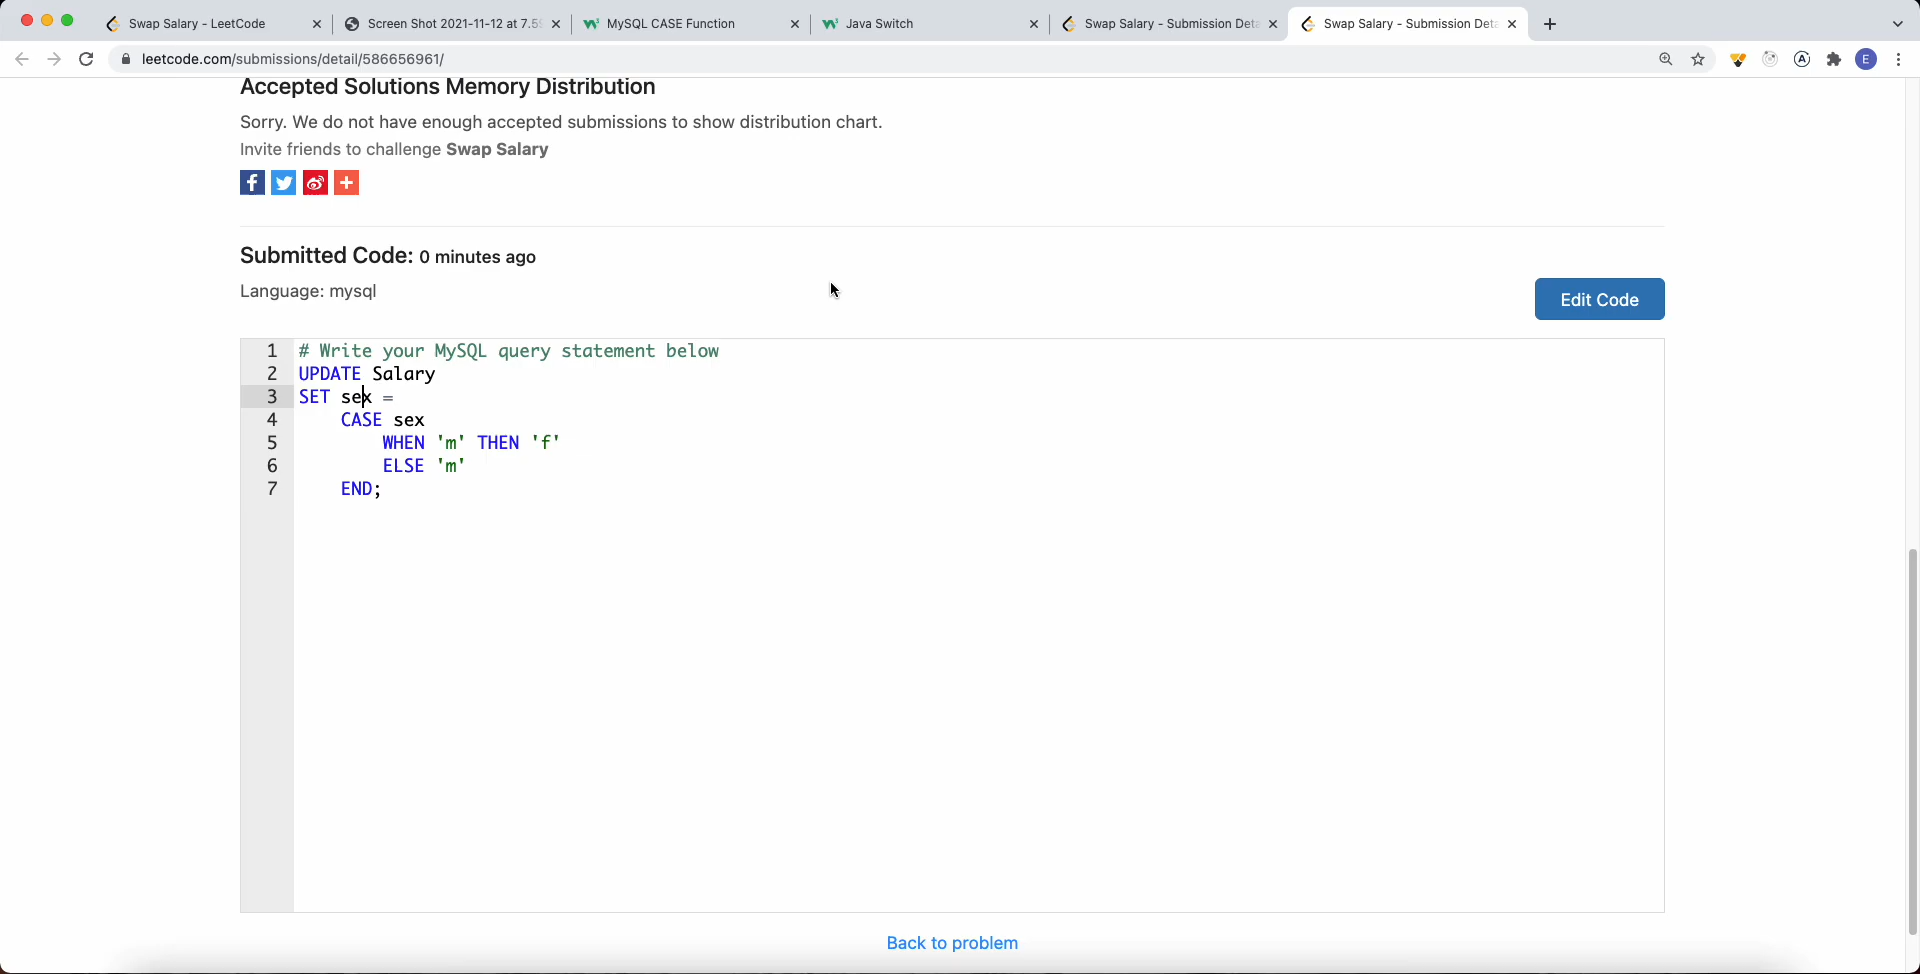 Swap Salary - LeetCode
Screen Shot 2021-11-12 at 7.5
MySQL CASE Function
Java Switch
Swap Salary - Submission Deta
Swap Salary - Submission Deta
leetcode.com/submissions/detail/586656961/
E
Accepted Solutions Memory Distribution
Sorry. We do not have enough accepted submissions to show distribution chart.
Invite friends to challenge Swap Salary
Submitted Code: 0 minutes ago
Language: mysql
Edit Code
1 # Write your MySQL query statement below
2 UPDATE Salary
3 SET sex =
4 CASE sex
5 WHEN 'm' THEN 'f'
6 ELSE 'm'
7 END;
Back to problem